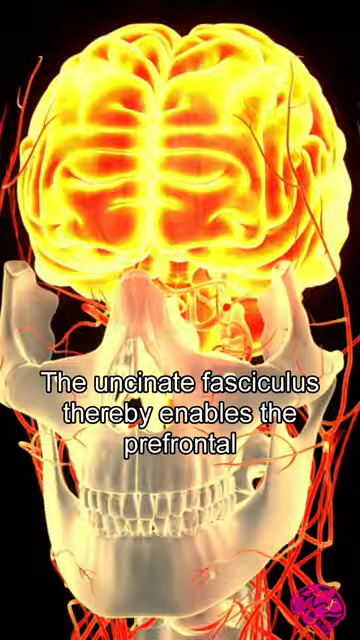 The uncinate fasciculus
thereby enables the
prefrontal